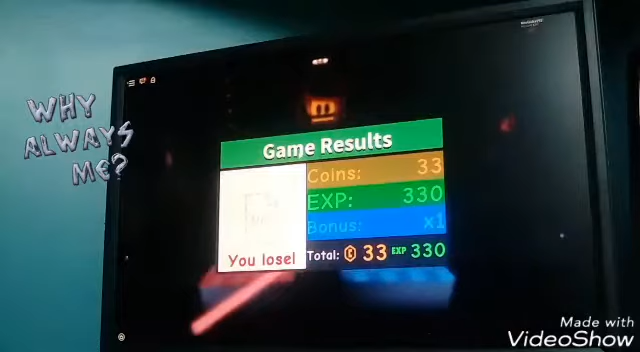 WHY
ALWAYS
ME?
Game Results
Coins: 33
EXP: 330
Bonus: x1
You lose!
Total: 33 EXP 330
Made with
VideoShow